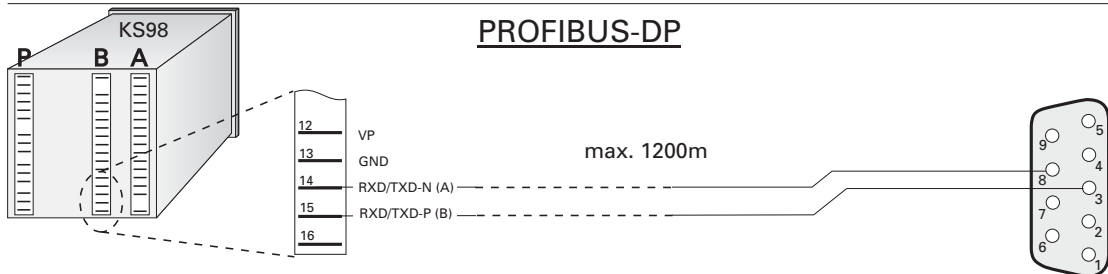 PROFIBUS-DP
KS98
P B A
12 VP
13 GND
14 RXD/TXD-N (A)
15 RXD/TXD-P (B)
16
max. 1200m
5
9
4
8
3
7
2
6
1